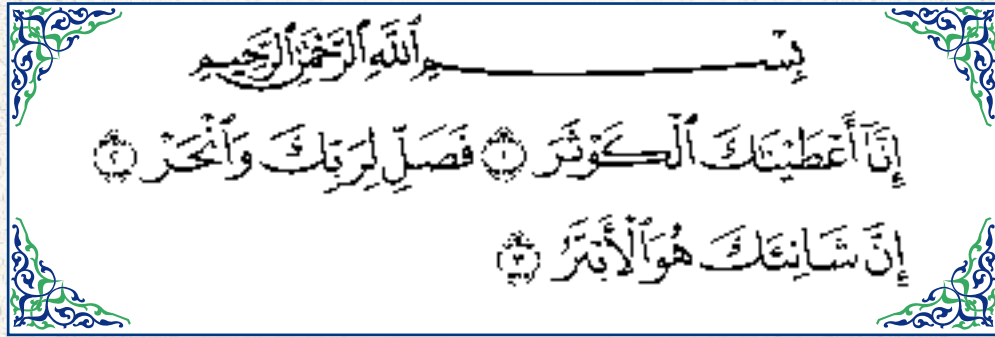 بِسْمِ ٱللَّهِ ٱلرَّحْمَٰنِ ٱلرَّحِيمِ
إِنَّآ أَعْطَيْنَٰكَ ٱلْكَوْثَرَ ١ فَصَلِّ لِرَبِّكَ وَٱنْحَرْ ٢
إِنَّ شَانِئَكَ هُوَ ٱلْأَبْتَرُ ٣